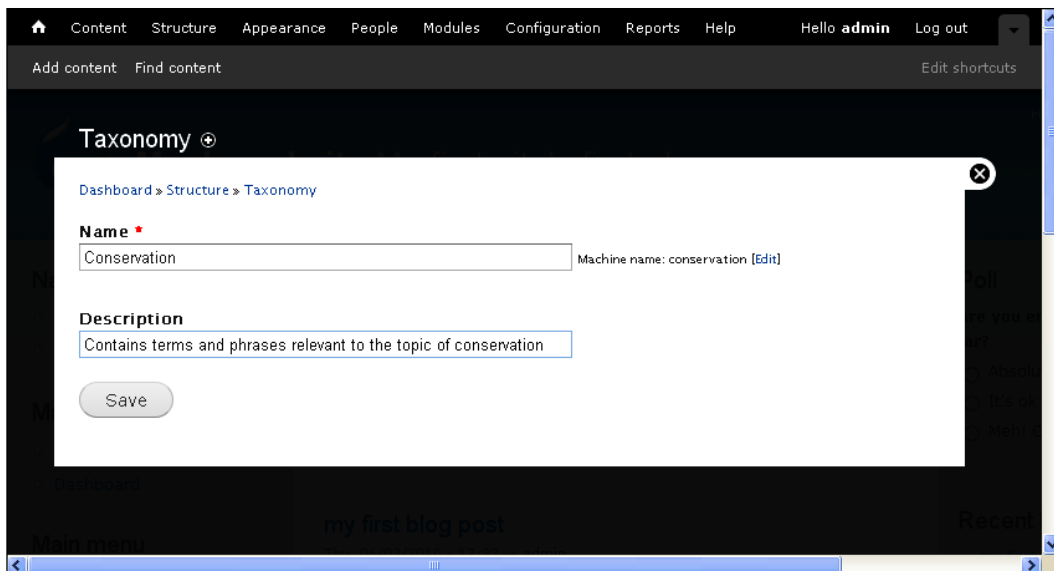 Content Structure Appearance People Modules Configuration Reports Help Hello admin Log out
Add content Find content Edit shortcuts
Taxonomy
Dashboard » Structure » Taxonomy
Name *
Conservation
Machine name: conservation [Edit]
Poll
Description
Contains terms and phrases relevant to the topic of conservation
Save
Dashboard
my first blog post
Recent
Main menu